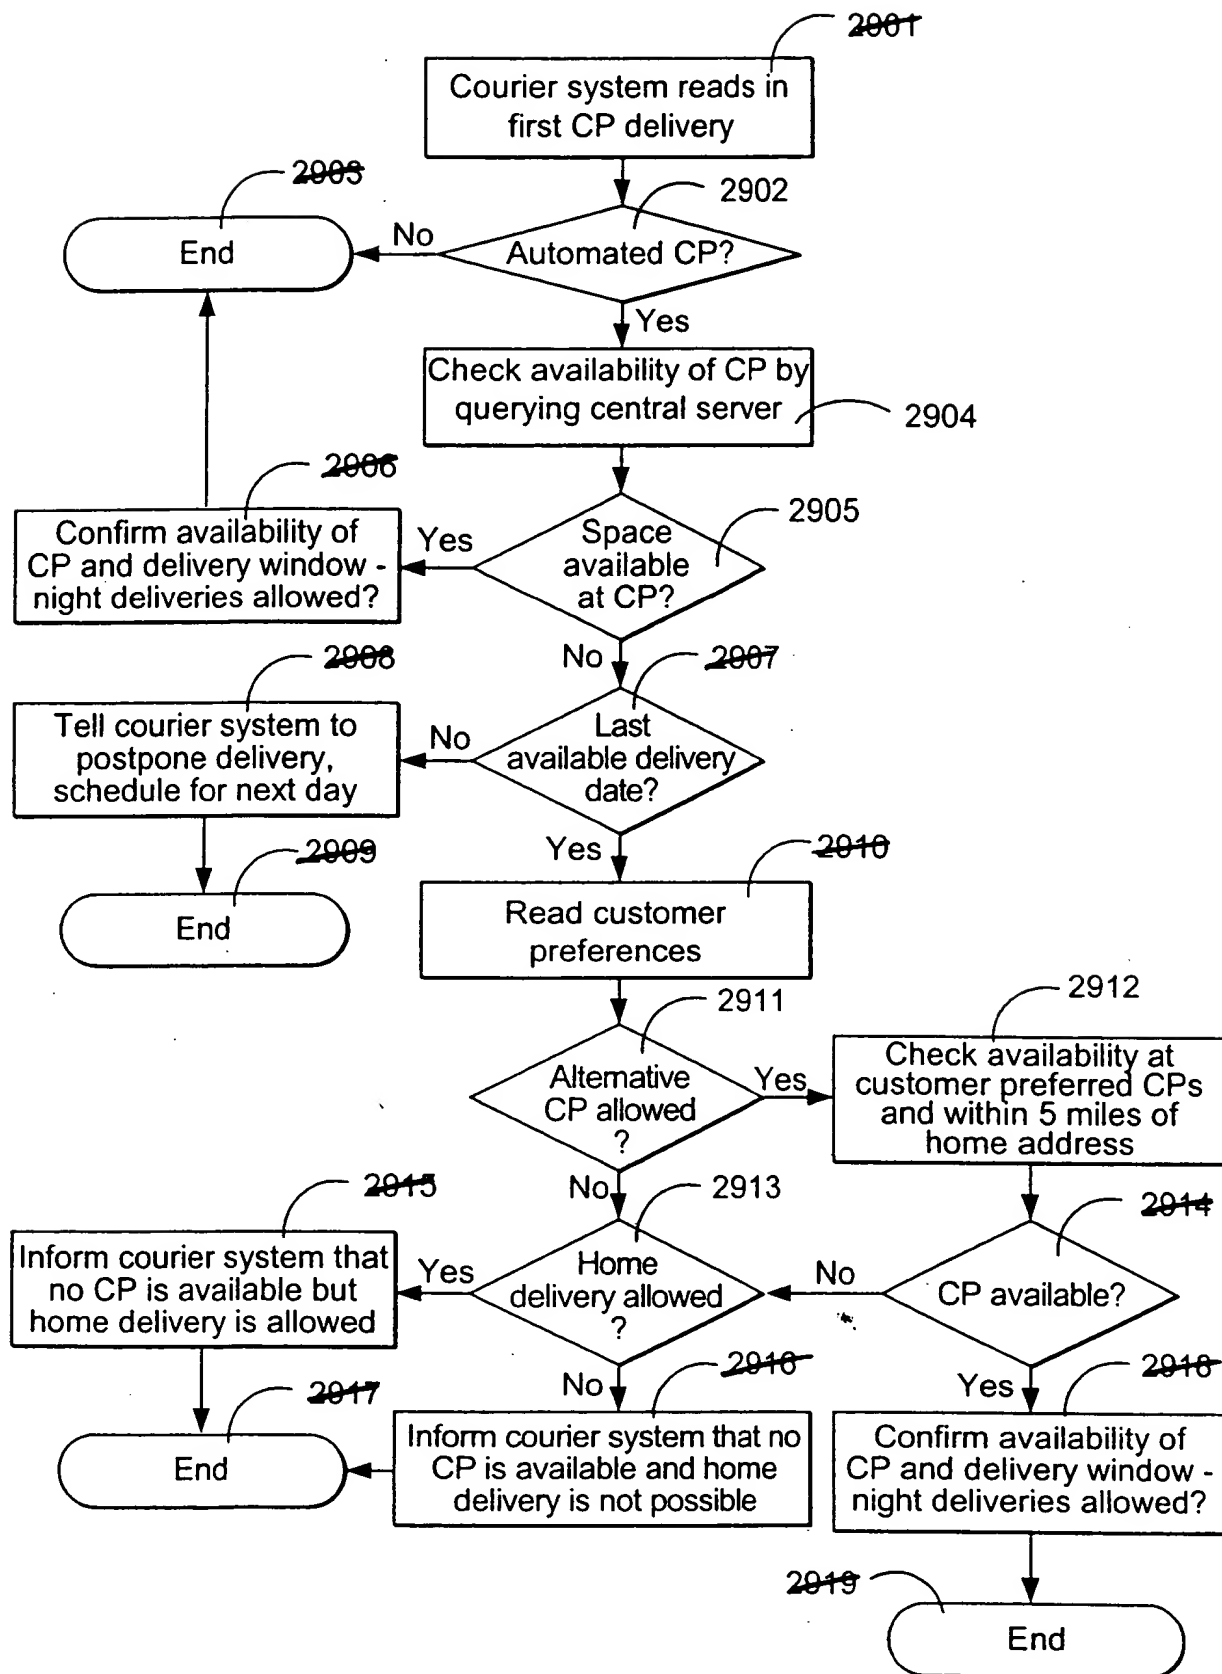 2901
Courier system reads in
first CP delivery
2903
2902
End
No
Automated CP?
Yes
Check availability of CP by
querying central server
2904
2906
2905
Confirm availability of
CP and delivery window -
night deliveries allowed?
Yes
Space
available
at CP?
No
2908
2907
Tell courier system to
postpone delivery,
schedule for next day
No
Last
available delivery
date?
Yes
2909
2910
End
Read customer
preferences
2911
2912
Alternative
CP allowed
?
Yes
Check availability at
customer preferred CPs
and within 5 miles of
home address
No
2915
2913
2914
Inform courier system that
no CP is available but
home delivery is allowed
Yes
Home
delivery allowed
?
No
CP available?
No
2916
Yes
2918
2917
End
Inform courier system that no
CP is available and home
delivery is not possible
Confirm availability of
CP and delivery window -
night deliveries allowed?
2919
End